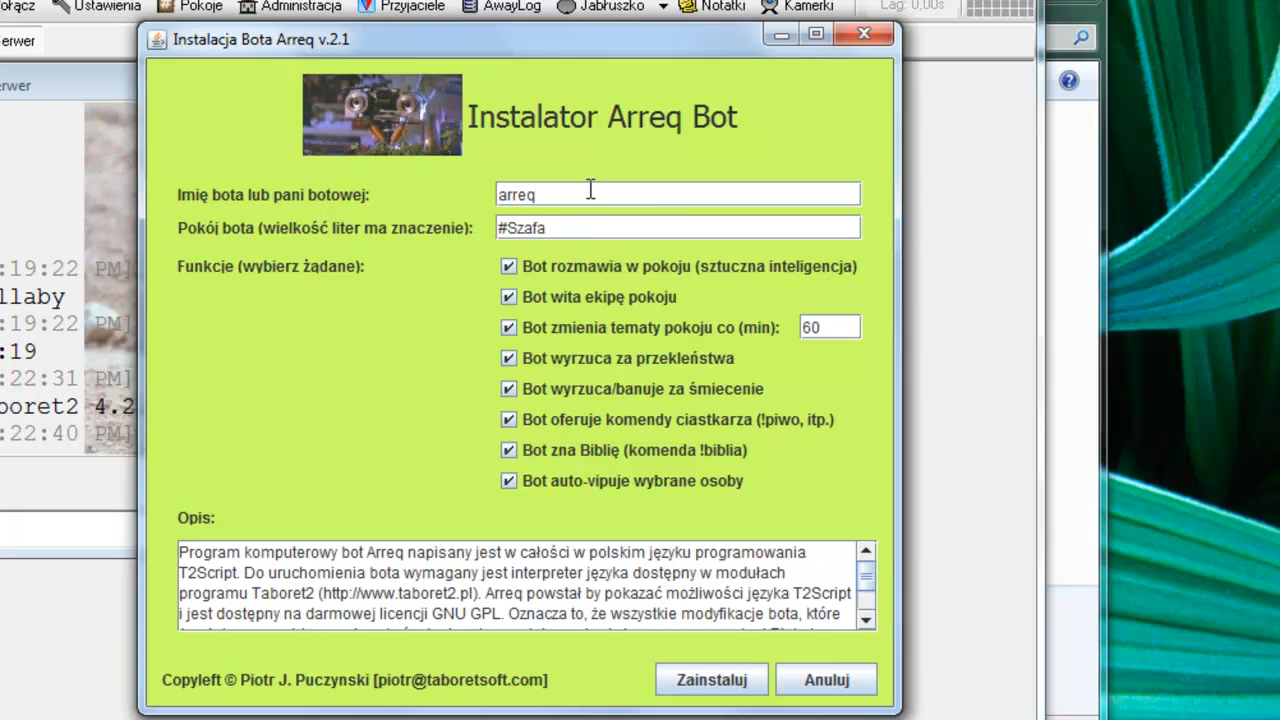 ołącz Ustawienia Pokoje Administracja Przyjaciele AwayLog Jabłuszko Notatki Kamerki Lag: 0,00s
erwer
Instalacja Bota Arreq v.2.1
erwer
Instalator Arreq Bot
Imię bota lub pani botowej: arreq
Pokój bota (wielkość liter ma znaczenie): #Szafa
Funkcje (wybierz żądane): Bot rozmawia w pokoju (sztuczna inteligencja)
:19:22 PM]
llaby Bot wita ekipę pokoju
:19:22 PM] Bot zmienia tematy pokoju co (min): 60
:19 Bot wyrzuca za przekleństwa
:22:31 PM] Bot wyrzuca/banuje za śmiecenie
boret2 4.2 Bot oferuje komendy ciastkarza (!piwo, itp.)
:22:40 PM] Bot zna Biblię (komenda !biblia)
Bot auto-vipuje wybrane osoby
Opis:
Program komputerowy bot Arreq napisany jest w całości w polskim języku programowania
T2Script. Do uruchomienia bota wymagany jest interpreter języka dostępny w modułach
programu Taboret2 (http://www.taboret2.pl). Arreq powstał by pokazać możliwości języka T2Script
i jest dostępny na darmowej licencji GNU GPL. Oznacza to, że wszystkie modyfikacje bota, które
Copyleft © Piotr J. Puczynski [piotr@taboretsoft.com] Zainstaluj Anuluj